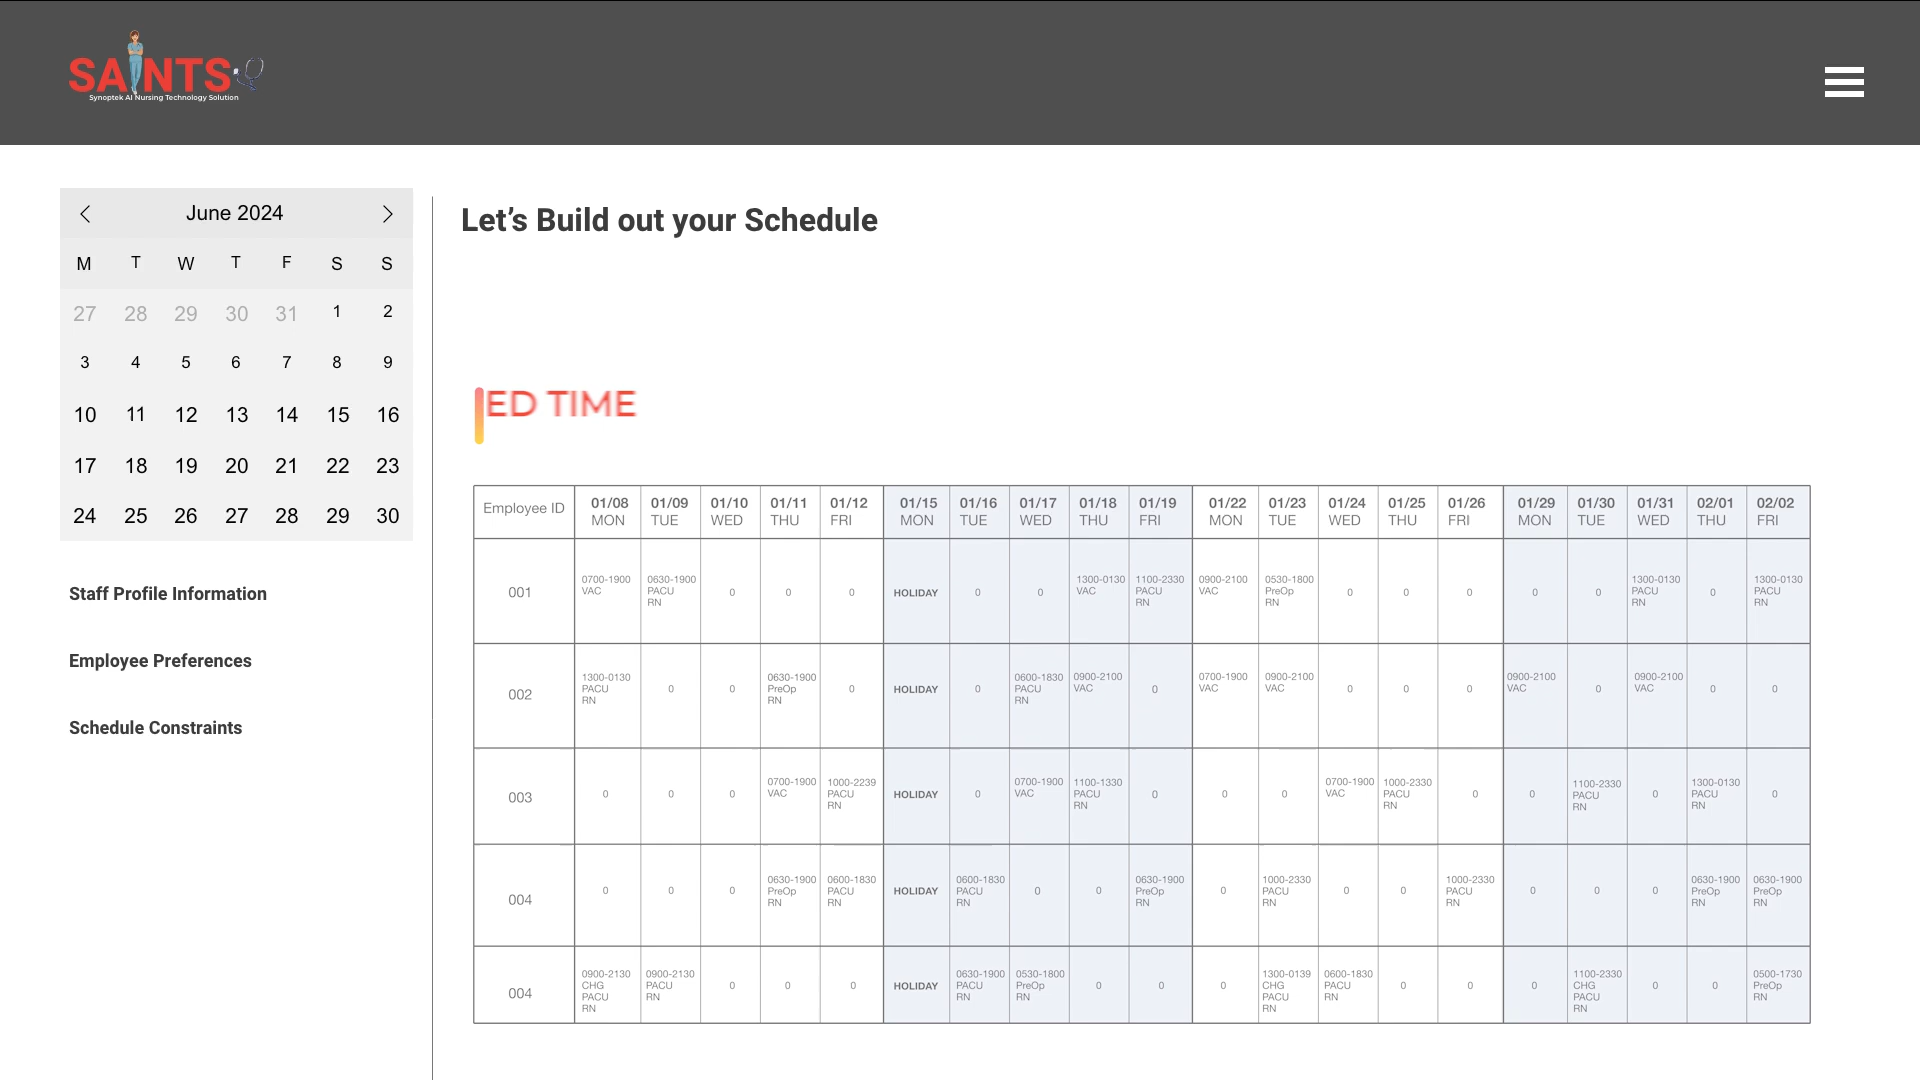 SAINTS
Synoptek AI Nursing Technology Solution
June 2024
M T W T F S S
27 28 29 30 31 1 2
3 4 5 6 7 8 9
10 11 12 13 14 15 16
17 18 19 20 21 22 23
24 25 26 27 28 29 30
Staff Profile Information
Employee Preferences
Schedule Constraints
Let's Build out your Schedule
ED TIME
Employee ID 01/08 01/09 01/10 01/11 01/12 01/15 01/16 01/17 01/18 01/19 01/22 01/23 01/24 01/25 01/26 01/29 01/30 01/31 02/01 02/02
MON TUE WED THU FRI MON TUE WED THU FRI MON TUE WED THU FRI MON TUE WED THU FRI
001 0700-1900 VAC 0630-1900 PACU RN 0 0 0 HOLIDAY 0 0 1300-0130 VAC 1100-2330 PACU RN 0900-2100 VAC 0530-1800 PreOp RN 0 0 0 0 0 1300-0130 PACU RN 0 1300-0130 PACU RN
002 1300-0130 PACU RN 0 0 0630-1900 PreOp RN 0 HOLIDAY 0 0600-1830 PACU RN 0900-2100 VAC 0 0700-1900 VAC 0900-2100 VAC 0 0 0 0900-2100 VAC 0 0900-2100 VAC 0 0
003 0 0 0 0700-1900 VAC 1000-2239 PACU RN HOLIDAY 0 0700-1900 VAC 1100-1330 PACU RN 0 0 0 0700-1900 VAC 1000-2330 PACU RN 0 0 1100-2330 PACU RN 0 1300-0130 PACU RN 0
004 0 0 0 0630-1900 PreOp RN 0600-1830 PACU RN HOLIDAY 0600-1830 PACU RN 0 0 0630-1900 PreOp RN 0 1000-2330 PACU RN 0 0 1000-2330 PACU RN 0 0 0 0630-1900 PreOp RN 0630-1900 PreOp RN
004 0900-2130 CHG PACU RN 0900-2130 PACU RN 0 0 0 HOLIDAY 0630-1900 PACU RN 0530-1800 PreOp RN 0 0 0 1300-0139 CHG PACU RN 0600-1830 PACU RN 0 0 0 1100-2330 CHG PACU RN 0 0 0500-1730 PreOp RN